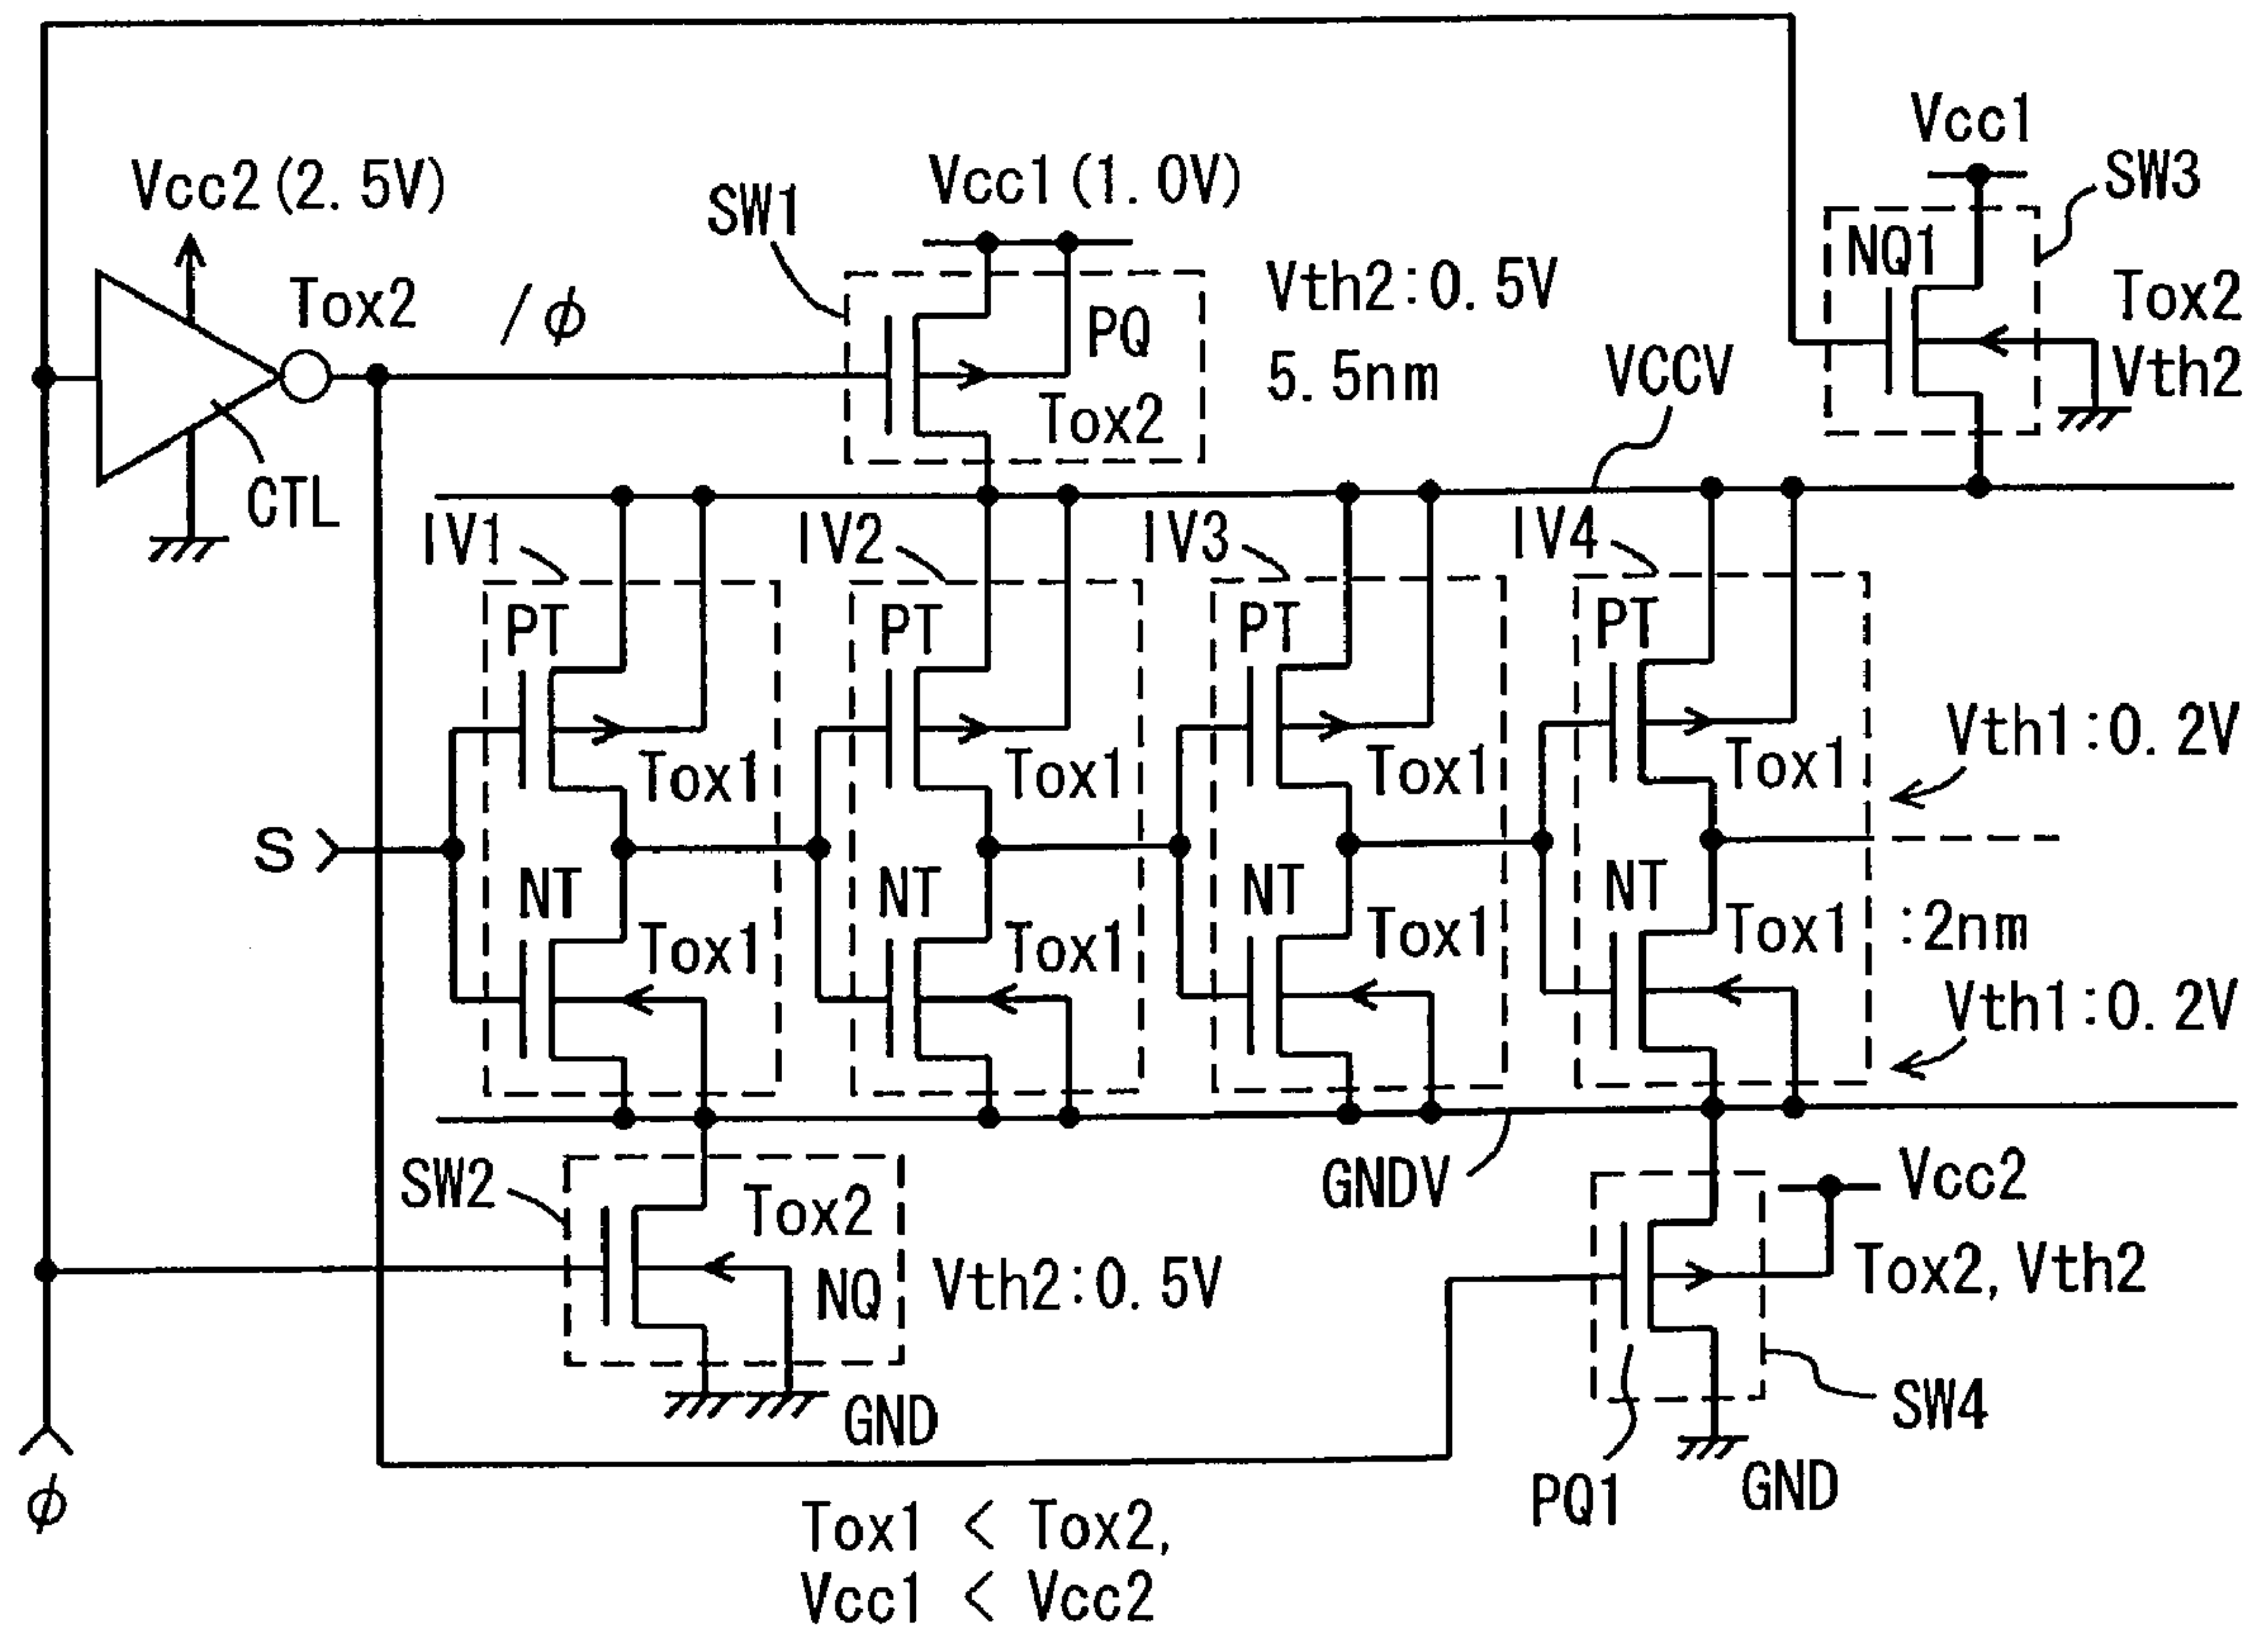 Vcc1
SW3
Vcc2(2.5V)
SW1
Vcc1(1.0V)
NQ1
Tox2
/φ
Vth2:0.5V
Tox2
PQ
5.5nm
VCCV
Vth2
Tox2
CTL
IV1
IV2
IV3
IV4
PT
PT
PT
PT
Vth1:0.2V
Tox1
Tox1
Tox1
Tox1
S
NT
NT
NT
NT
Tox1
Tox1
Tox1
Tox1 :2nm
Vth1:0.2V
SW2
Tox2
GNDV
Vcc2
NQ
Vth2:0.5V
Tox2,Vth2
GND
SW4
φ
PQ1
GND
Tox1 < Tox2,
Vcc1 < Vcc2